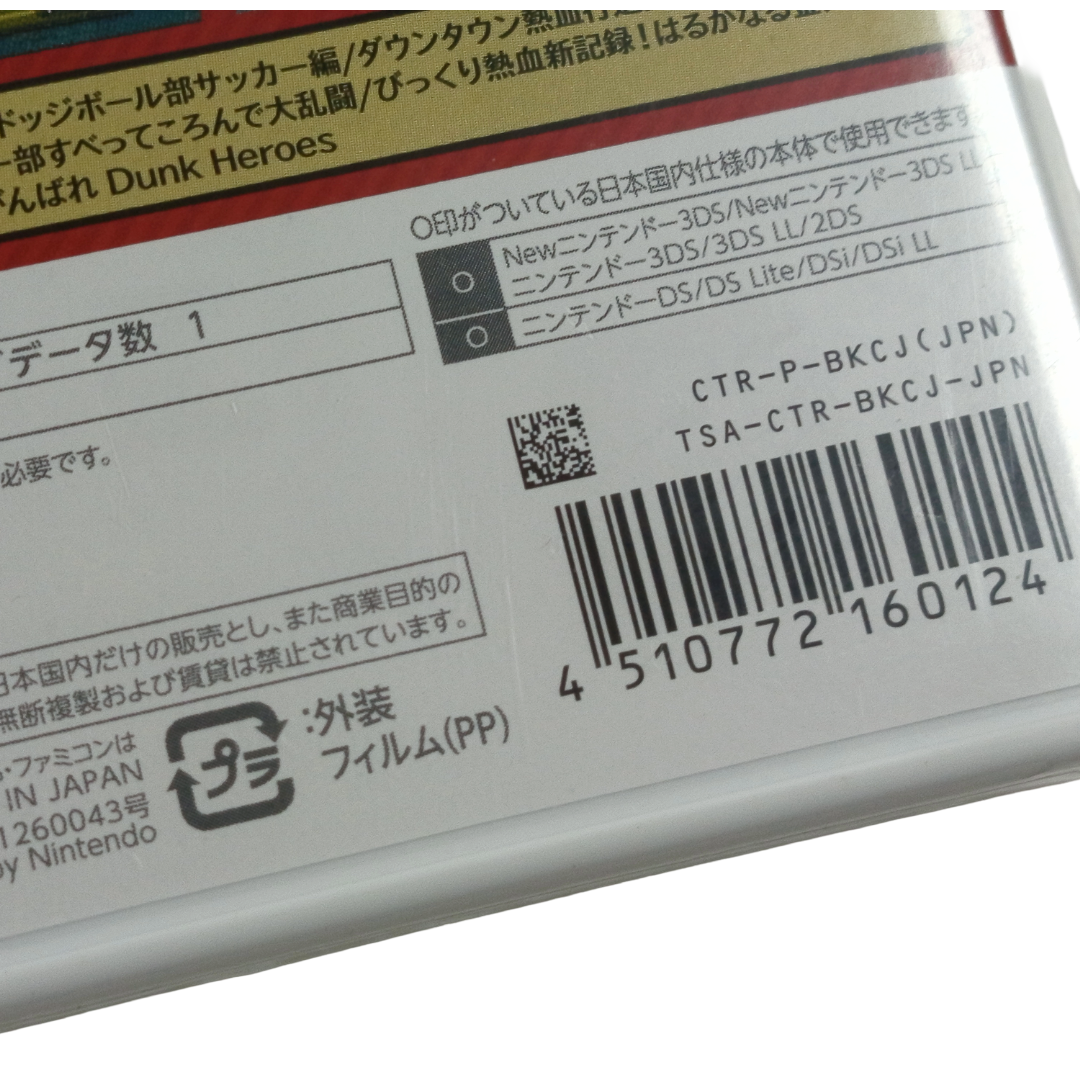 ドッジボール部サッカー編/ダウンタウン熱血行進
ー部すべってころんで大乱闘/びっくり熱血新記録!はるかなる金
がんばれ Dunk Heroes
○印がついている日本国内仕様の本体で使用できます
○ Newニンテンドー3DS/Newニンテンドー3DS LL
ニンテンドー3DS/3DS LL/2DS
○ ニンテンドーDS/DS Lite/DSi/DSi LL
データ数 1
CTR-P-BKCJ(JPN)
TSA-CTR-BKCJ-JPN
必要です。
4 510772 160124
日本国内だけの販売とし、また商業目的の
無断複製および賃貸は禁止されています。
:外装
フィルム(PP)
プラ
・ファミコンは
IN JAPAN
1260043号
by Nintendo